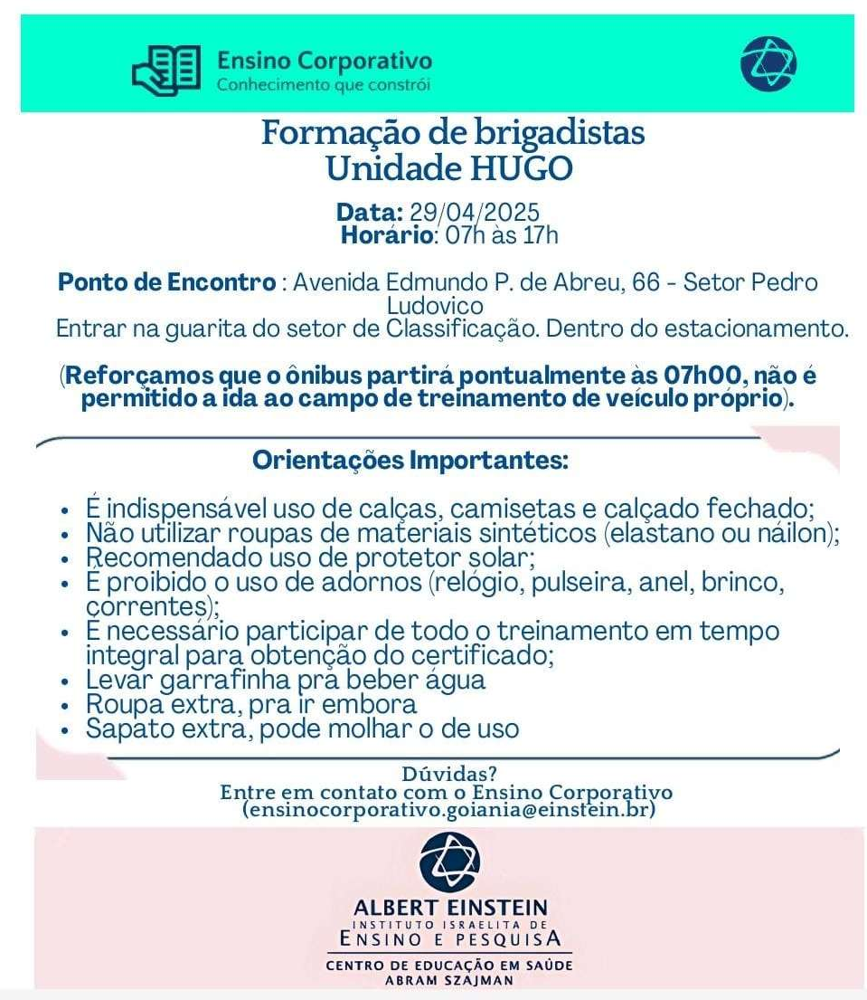 Ensino Corporativo
Conhecimento que constrói
Formação de brigadistas
Unidade HUGO
Data: 29/04/2025
Horário: 07h às 17h
Ponto de Encontro : Avenida Edmundo P. de Abreu, 66 - Setor Pedro
Ludovico
Entrar na guarita do setor de Classificação. Dentro do estacionamento.
(Reforçamos que o ônibus partirá pontualmente às 07h00, não é
permitido a ida ao campo de treinamento de veículo próprio).
Orientações Importantes:
• É indispensável uso de calças, camisetas e calçado fechado;
• Não utilizar roupas de materiais sintéticos (elastano ou náilon);
• Recomendado uso de protetor solar;
• É proibido o uso de adornos (relógio, pulseira, anel, brinco,
correntes);
• É necessário participar de todo o treinamento em tempo
integral para obtenção do certificado;
• Levar garrafinha pra beber água
• Roupa extra, pra ir embora
• Sapato extra, pode molhar o de uso
Dúvidas?
Entre em contato com o Ensino Corporativo
(ensinocorporativo.goiania@einstein.br)
ALBERT EINSTEIN
INSTITUTO ISRAELITA DE
ENSINO E PESQUISA
CENTRO DE EDUCAÇÃO EM SAÚDE
ABRAM SZAJMAN